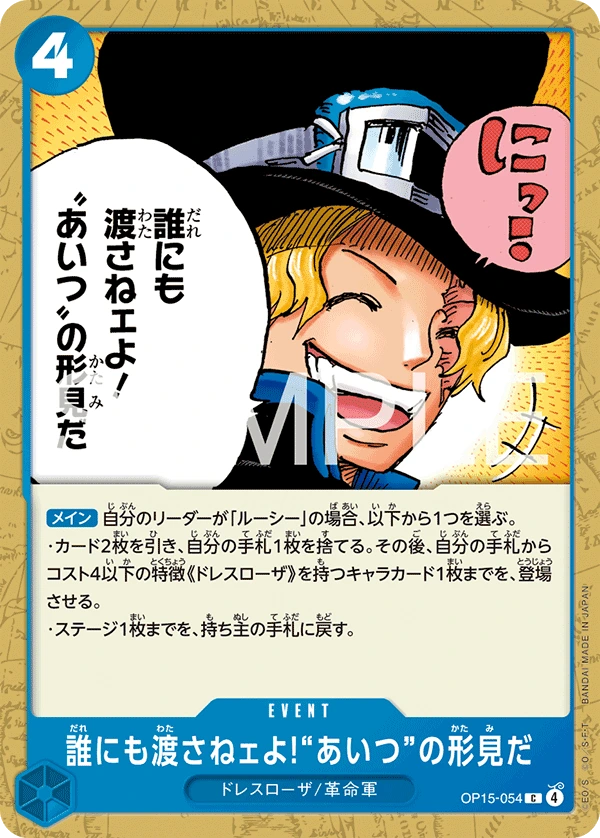 4
にっ!
誰にも
渡さねェよ!
“あいつ”の形見だ
SAMPLE
メイン 自分のリーダーが「ルーシー」の場合、以下から1つを選ぶ。
・カード2枚を引き、自分の手札1枚を捨てる。その後、自分の手札から
コスト4以下の特徴《ドレスローザ》を持つキャラカード1枚までを、登場
させる。
・ステージ1枚までを、持ち主の手札に戻す。
EVENT
誰にも渡さねェよ!“あいつ”の形見だ
ドレスローザ/革命軍
OP15-054 C 4
©E.O. S. ©O. S.-F.-T. BANDAI MADE IN JAPAN